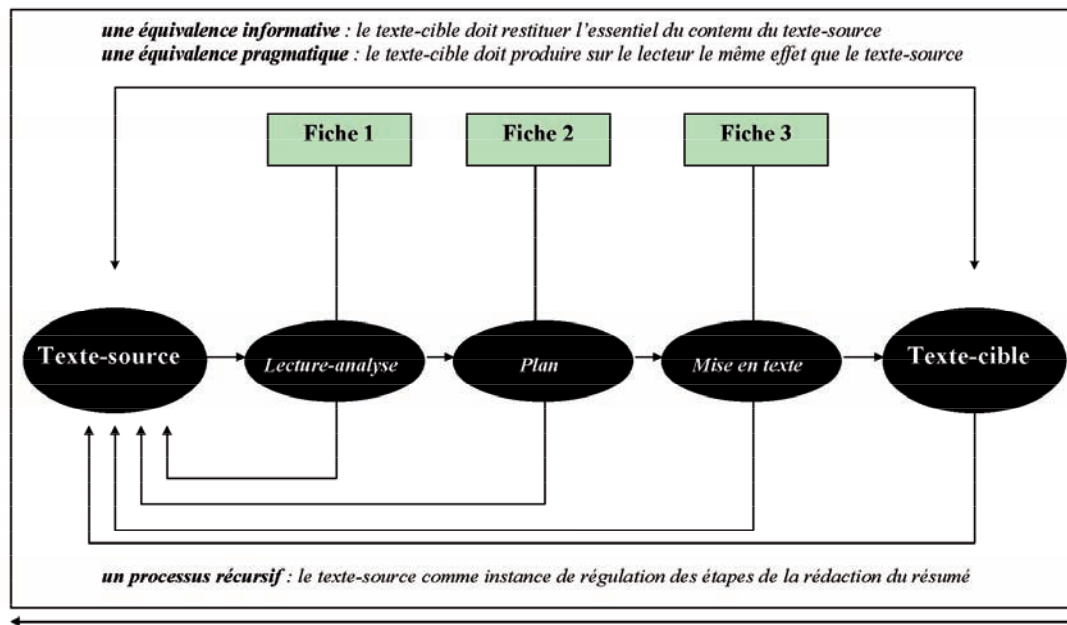 une équivalence informative : le texte-cible doit restituer l'essentiel du contenu du texte-source
une équivalence pragmatique : le texte-cible doit produire sur le lecteur le même effet que le texte-source
Fiche 1
Fiche 2
Fiche 3
Texte-source
Lecture-analyse
Plan
Mise en texte
Texte-cible
un processus récursif : le texte-source comme instance de régulation des étapes de la rédaction du résumé